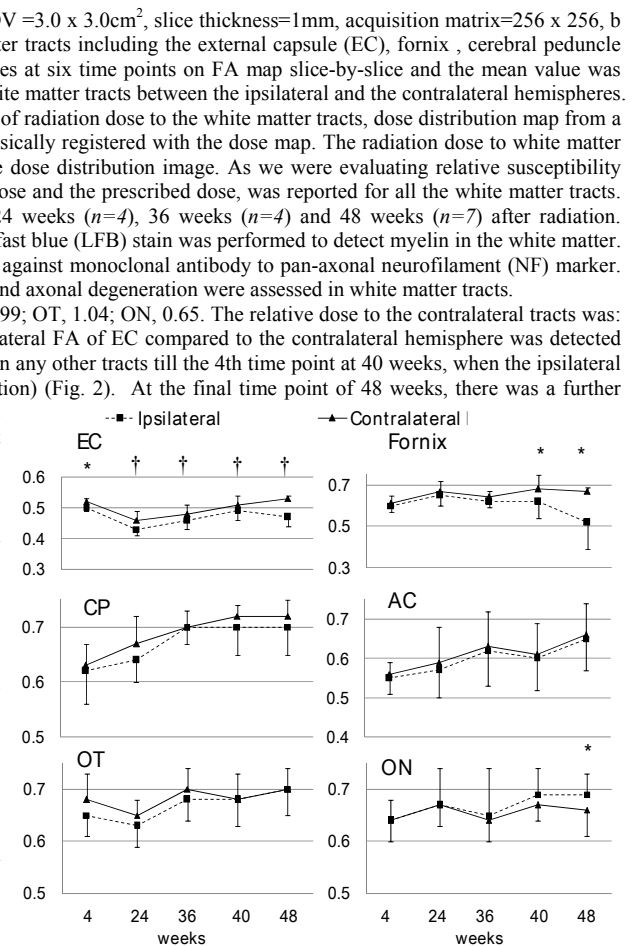 OV =3.0 x 3.0cm², slice thickness=1mm, acquisition matrix=256 x 256, b
ter tracts including the external capsule (EC), fornix , cerebral peduncle
es at six time points on FA map slice-by-slice and the mean value was
ite matter tracts between the ipsilateral and the contralateral hemispheres.
of radiation dose to the white matter tracts, dose distribution map from a
sically registered with the dose map. The radiation dose to white matter
e dose distribution image. As we were evaluating relative susceptibility
ose and the prescribed dose, was reported for all the white matter tracts.
24 weeks (n=4), 36 weeks (n=4) and 48 weeks (n=7) after radiation.
fast blue (LFB) stain was performed to detect myelin in the white matter.
against monoclonal antibody to pan-axonal neurofilament (NF) marker.
nd axonal degeneration were assessed in white matter tracts.
99; OT, 1.04; ON, 0.65. The relative dose to the contralateral tracts was:
ateral FA of EC compared to the contralateral hemisphere was detected
n any other tracts till the 4th time point at 40 weeks, when the ipsilateral
tion) (Fig. 2). At the final time point of 48 weeks, there was a further
Ipsilateral Contralateral
EC
* † † † †
0.6
0.5
0.4
0.3
Fornix
* *
0.7
0.5
0.3
CP
0.7
0.6
0.5
AC
0.7
0.6
0.5
0.4
OT
0.7
0.6
0.5
4 24 36 40 48
weeks
ON
*
0.7
0.6
0.5
4 24 36 40 48
weeks